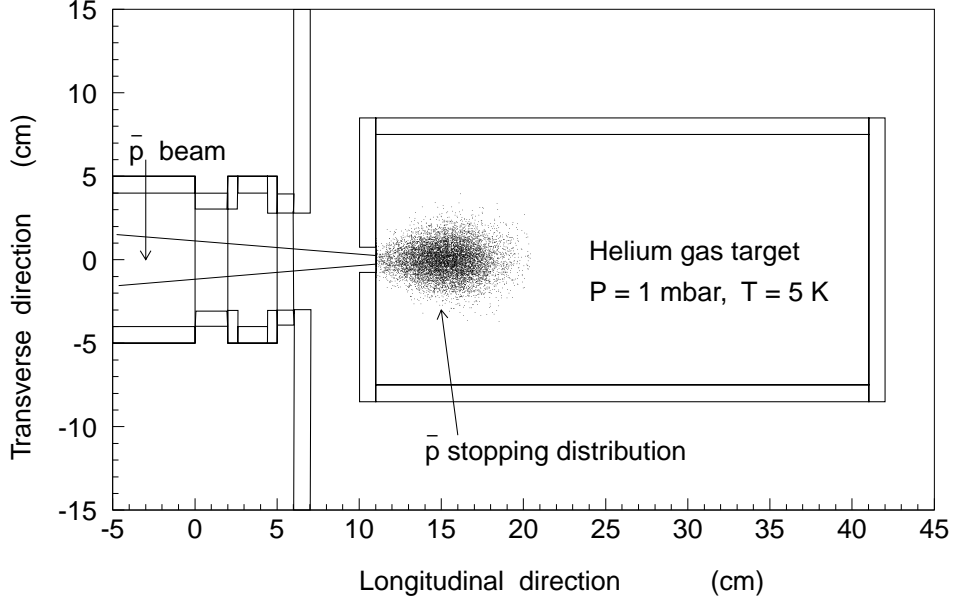 15
10
5
0
-5
-10
-15
Transverse direction (cm)
p̄ beam
Helium gas target
P = 1 mbar, T = 5 K
p̄ stopping distribution
-5 0 5 10 15 20 25 30 35 40 45
Longitudinal direction (cm)